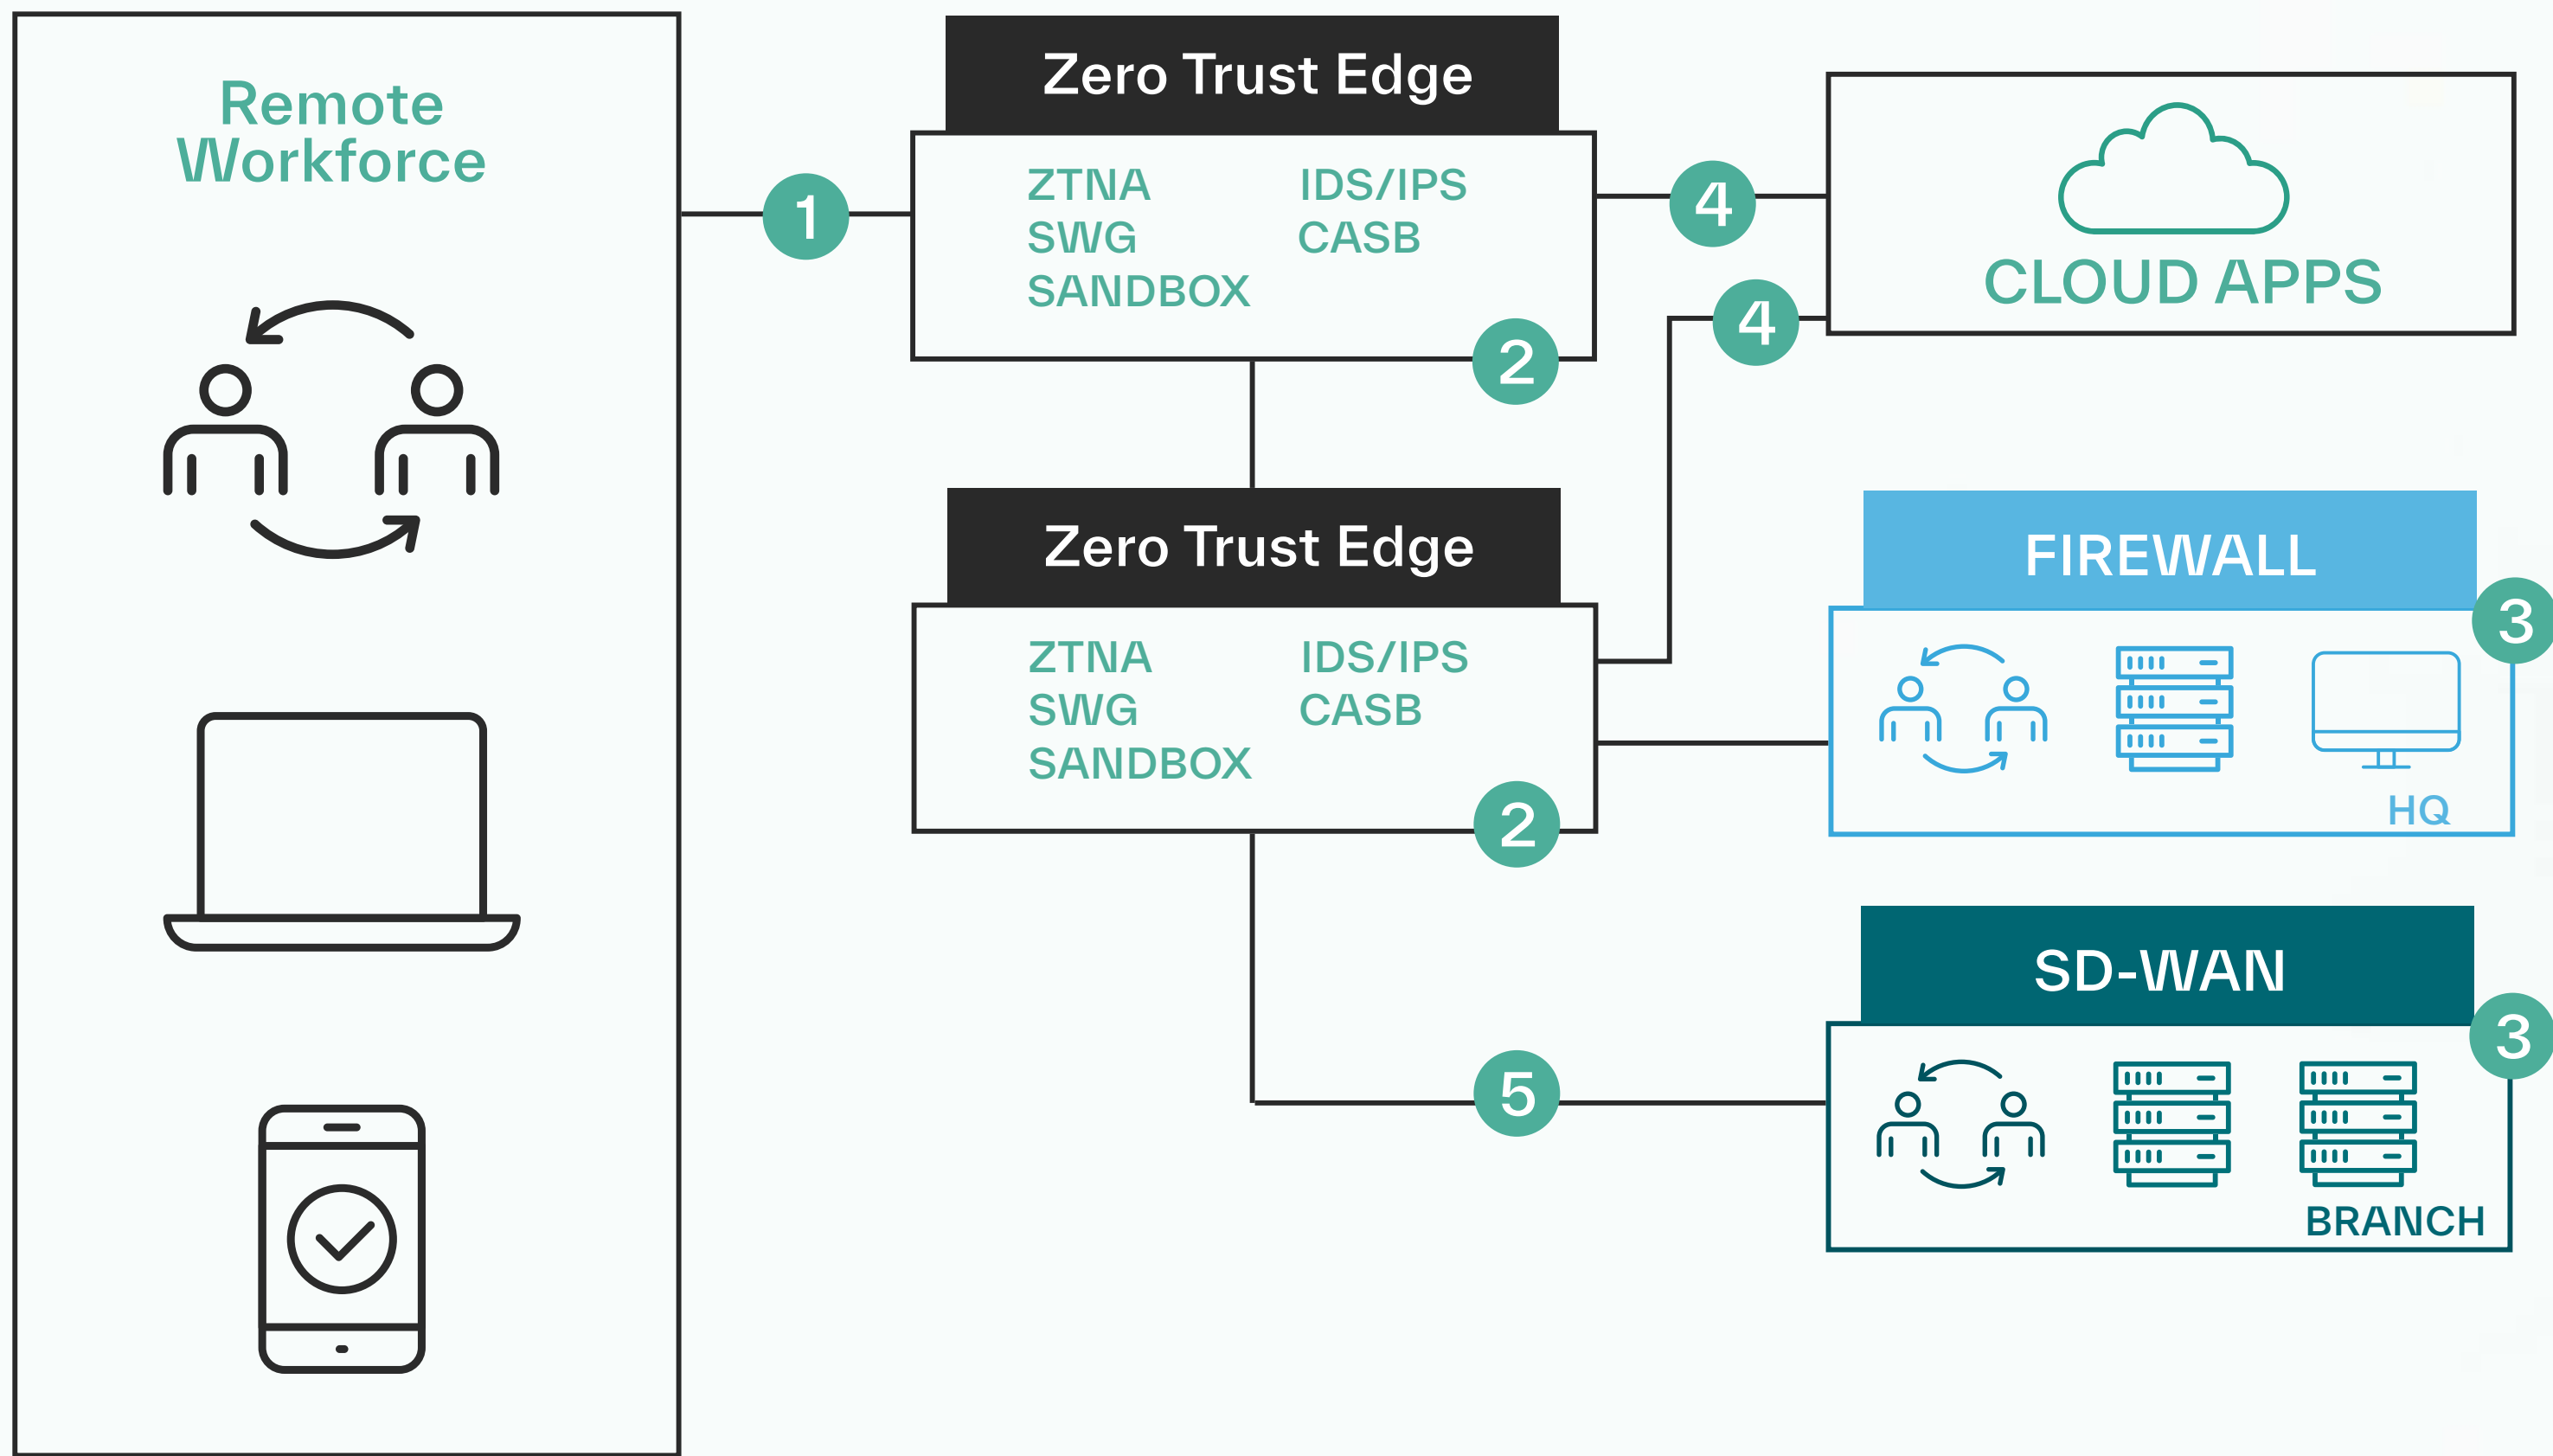 Remote
Workforce
1
Zero Trust Edge
ZTNA
IDS/IPS
SWG
CASB
SANDBOX
2
4
CLOUD APPS
4
Zero Trust Edge
ZTNA
IDS/IPS
SWG
CASB
SANDBOX
2
FIREWALL
3
HQ
SD-WAN
3
5
BRANCH